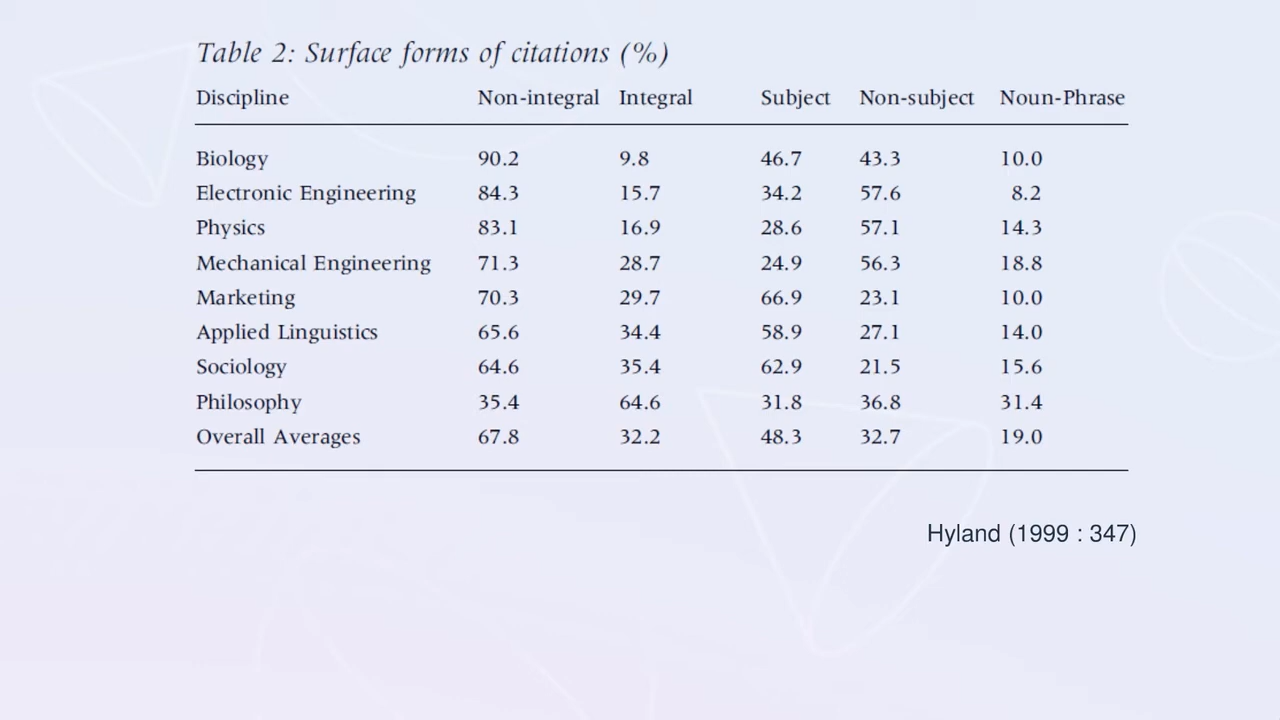 Table 2: Surface forms of citations (%)
Discipline Non-integral Integral Subject Non-subject Noun-Phrase
Biology 90.2 9.8 46.7 43.3 10.0
Electronic Engineering 84.3 15.7 34.2 57.6 8.2
Physics 83.1 16.9 28.6 57.1 14.3
Mechanical Engineering 71.3 28.7 24.9 56.3 18.8
Marketing 70.3 29.7 66.9 23.1 10.0
Applied Linguistics 65.6 34.4 58.9 27.1 14.0
Sociology 64.6 35.4 62.9 21.5 15.6
Philosophy 35.4 64.6 31.8 36.8 31.4
Overall Averages 67.8 32.2 48.3 32.7 19.0
Hyland (1999 : 347)